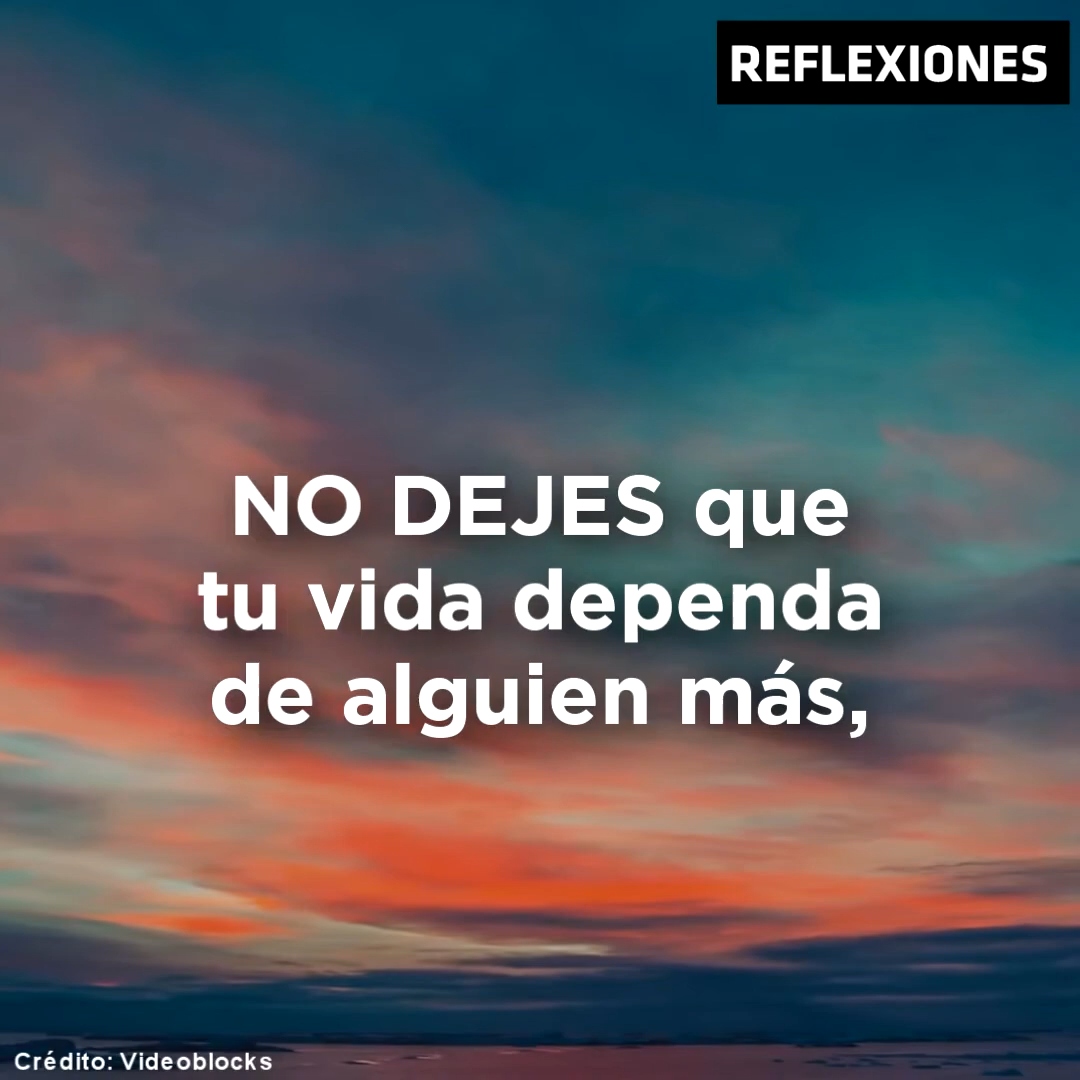 REFLEXIONES
NO DEJES que
tu vida dependa
de alguien más,
Crédito: Videoblocks